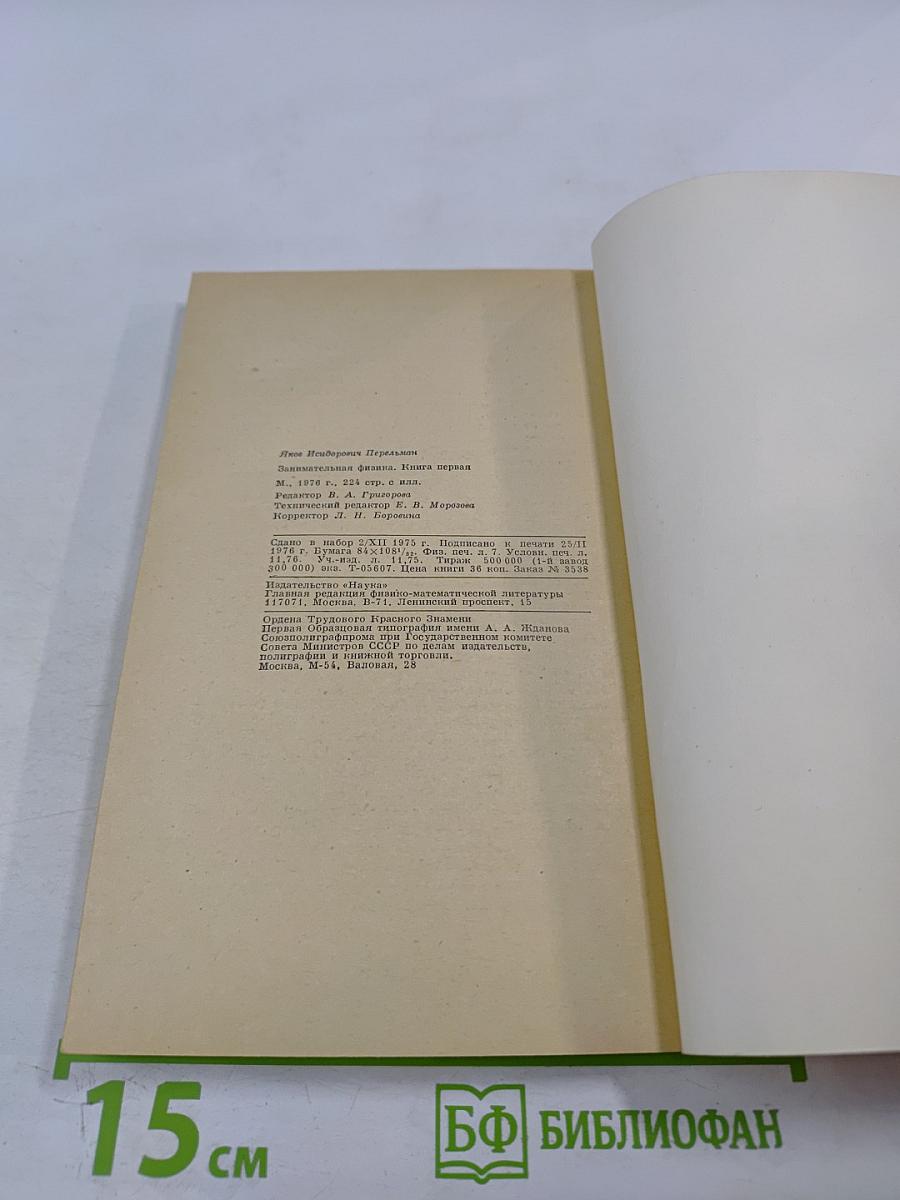 Яков Исидорович Перельман
Занимательная физика. Книга первая
М., 1976 г., 224 стр. с илл.
Редактор В. А. Григорова
Технический редактор Е. В. Морозова
Корректор Л. Н. Боровина
Сдано в набор 2/XII 1975 г. Подписано к печати 25/II
1976 г. Бумага 84×108¹/₃₂. Физ. печ. л. 7. Условн. печ. л.
11,76. Уч.-изд. л. 11,75. Тираж 500 000 (1-й завод
300 000) экз. Т-05607. Цена книги 36 коп. Заказ № 3538
Издательство «Наука»
Главная редакция физико-математической литературы
117071, Москва, В-71, Ленинский проспект, 15
Ордена Трудового Красного Знамени
Первая Образцовая типография имени А. А. Жданова
Союзполиграфпрома при Государственном комитете
Совета Министров СССР по делам издательств,
полиграфии и книжной торговли.
Москва, М-54, Валовая, 28
15 см
БФ БИБЛИОФАН